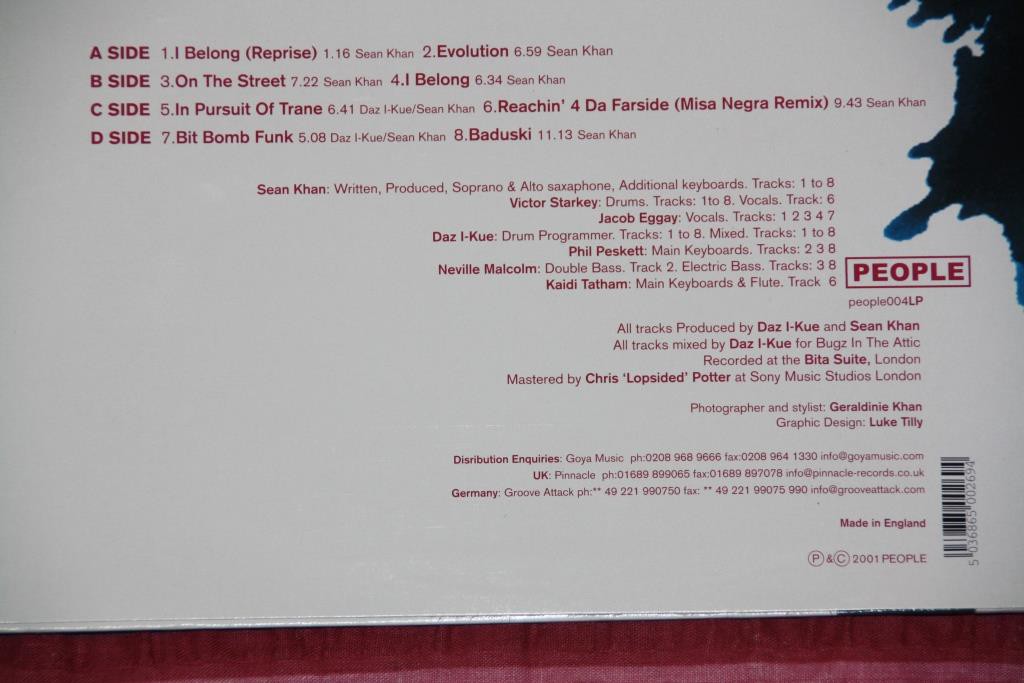 A SIDE 1.I Belong (Reprise) 1.16 Sean Khan 2.Evolution 6.59 Sean Khan
B SIDE 3.On The Street 7.22 Sean Khan 4.I Belong 6.34 Sean Khan
C SIDE 5.In Pursuit Of Trane 6.41 Daz I-Kue/Sean Khan 6.Reachin' 4 Da Farside (Misa Negra Remix) 9.43 Sean Khan
D SIDE 7.Bit Bomb Funk 5.08 Daz I-Kue/Sean Khan 8.Baduski 11.13 Sean Khan
Sean Khan: Written, Produced, Soprano & Alto saxaphone, Additional keyboards. Tracks: 1 to 8
Victor Starkey: Drums. Tracks: 1to 8. Vocals. Track: 6
Jacob Eggay: Vocals. Tracks: 1 2 3 4 7
Daz I-Kue: Drum Programmer. Tracks: 1 to 8. Mixed. Tracks: 1 to 8
Phil Peskett: Main Keyboards. Tracks: 2 3 8
Neville Malcolm: Double Bass. Track 2. Electric Bass. Tracks: 3 8
Kaidi Tatham: Main Keyboards & Flute. Track 6
PEOPLE
people004LP
All tracks Produced by Daz I-Kue and Sean Khan
All tracks mixed by Daz I-Kue for Bugz In The Attic
Recorded at the Bita Suite, London
Mastered by Chris 'Lopsided' Potter at Sony Music Studios London
Photographer and stylist: Geraldinie Khan
Graphic Design: Luke Tilly
Disribution Enquiries: Goya Music ph:0208 968 9666 fax:0208 964 1330 info@goyamusic.com
UK: Pinnacle ph:01689 899065 fax:01689 897078 info@pinnacle-records.co.uk
Germany: Groove Attack ph:** 49 221 990750 fax: ** 49 221 99075 990 info@grooveattack.com
Made in England
Ⓟ&Ⓒ 2001 PEOPLE
5 036865 002694